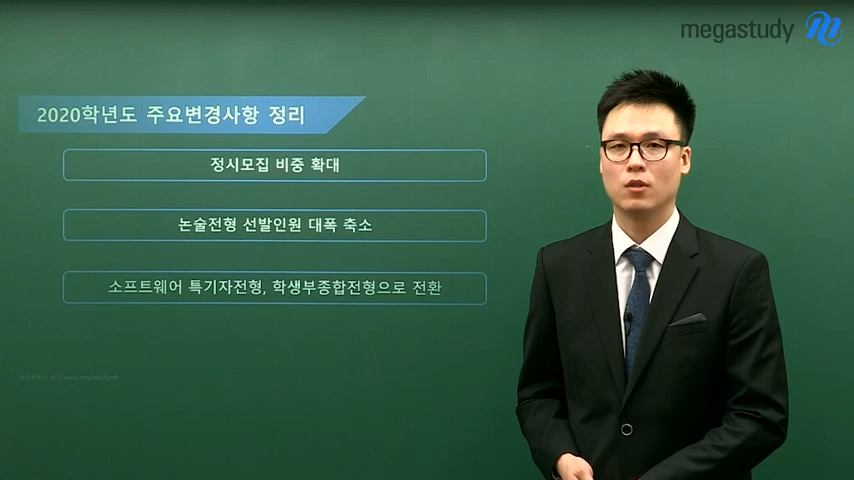 megastudy
2020학년도 주요변경사항 정리
정시모집 비중 확대
논술전형 선발인원 대폭 축소
소프트웨어 특기자전형, 학생부종합전형으로 전환